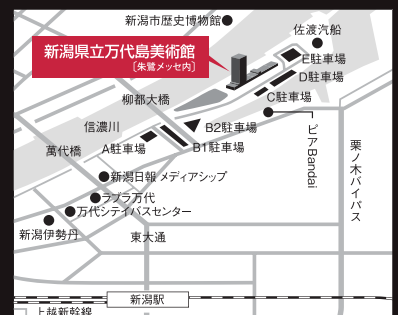 新潟市歴史博物館
佐渡汽船
新潟県立万代島美術館
〔朱鷺メッセ内〕
E駐車場
D駐車場
C駐車場
柳都大橋
信濃川
B2駐車場
萬代橋
A駐車場
B1駐車場
ピアBandai
栗ノ木バイパス
新潟日報 メディアシップ
ラブラ万代
万代シテイバスセンター
新潟伊勢丹
東大通
新潟駅
上越新幹線